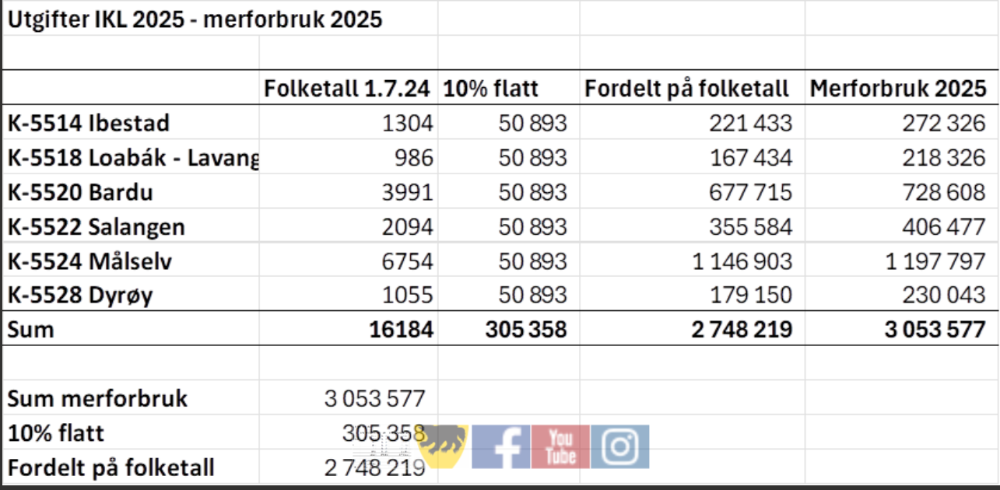 Utgifter IKL 2025 - merforbruk 2025
Folketall 1.7.24 10% flatt Fordelt på folketall Merforbruk 2025
K-5514 Ibestad 1304 50 893 221 433 272 326
K-5518 Loabák - Lavang 986 50 893 167 434 218 326
K-5520 Bardu 3991 50 893 677 715 728 608
K-5522 Salangen 2094 50 893 355 584 406 477
K-5524 Målselv 6754 50 893 1 146 903 1 197 797
K-5528 Dyrøy 1055 50 893 179 150 230 043
Sum 16184 305 358 2 748 219 3 053 577
Sum merforbruk 3 053 577
10% flatt 305 358
You
Tube
Fordelt på folketall 2 748 219